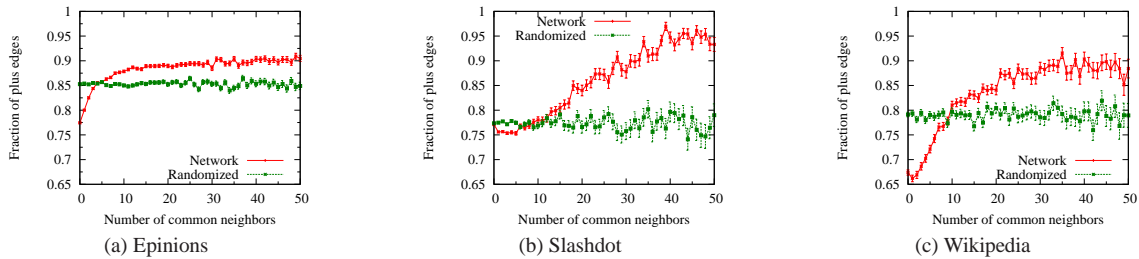 Fraction of plus edges
1
0.95
0.9
0.85
0.8
0.75
0.7
0.65
Network
Randomized
0 10 20 30 40 50
Number of common neighbors
(a) Epinions
Fraction of plus edges
1
0.95
0.9
0.85
0.8
0.75
0.7
0.65
Network
Randomized
0 10 20 30 40 50
Number of common neighbors
(b) Slashdot
Fraction of plus edges
1
0.95
0.9
0.85
0.8
0.75
0.7
0.65
Network
Randomized
0 10 20 30 40 50
Number of common neighbors
(c) Wikipedia